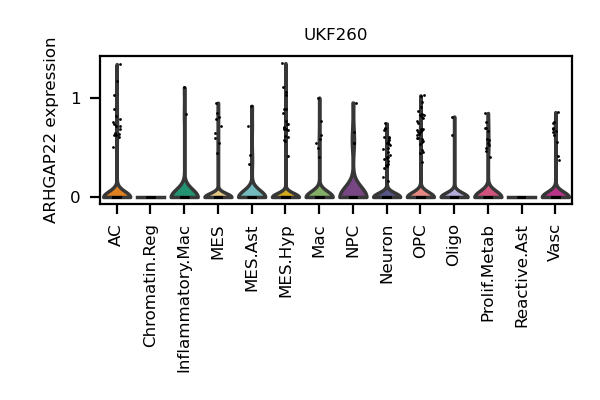 UKF260
ARHGAP22 expression
1
0
AC
Chromatin.Reg
Inflammatory.Mac
MES
MES.Ast
MES.Hyp
Mac
NPC
Neuron
OPC
Oligo
Prolif.Metab
Reactive.Ast
Vasc